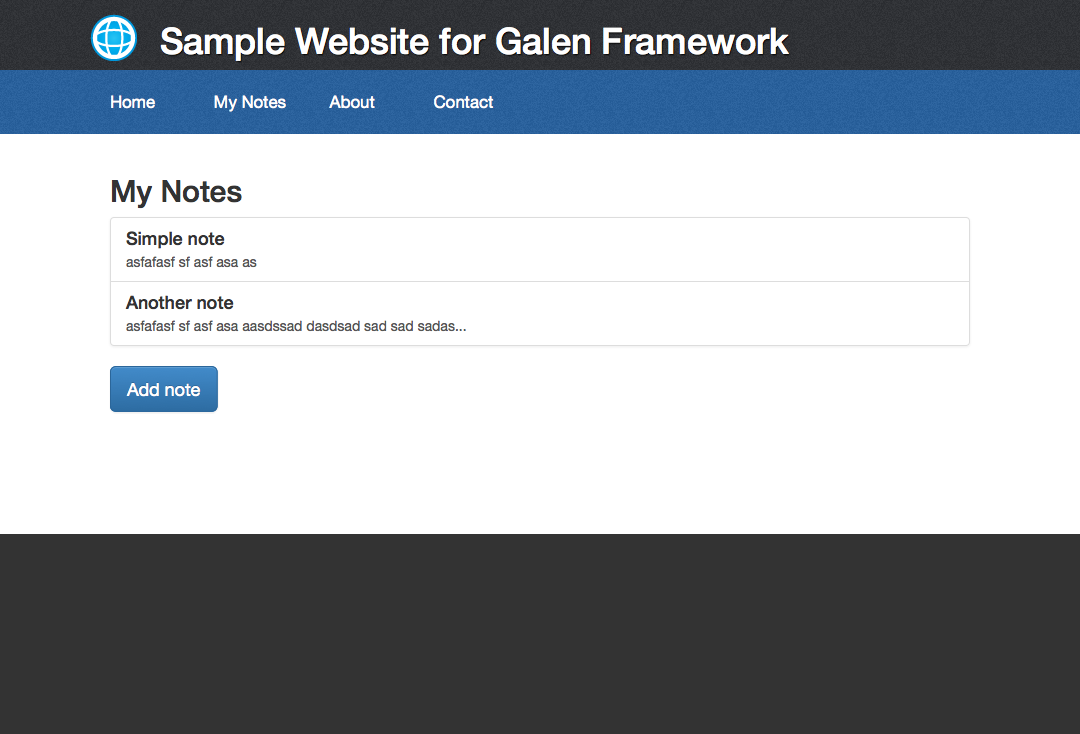 Sample Website for Galen Framework
Home My Notes About Contact
My Notes
Simple note
asfafasf sf asf asa as
Another note
asfafasf sf asf asa aasdssad dasdsad sad sad sadas...
Add note